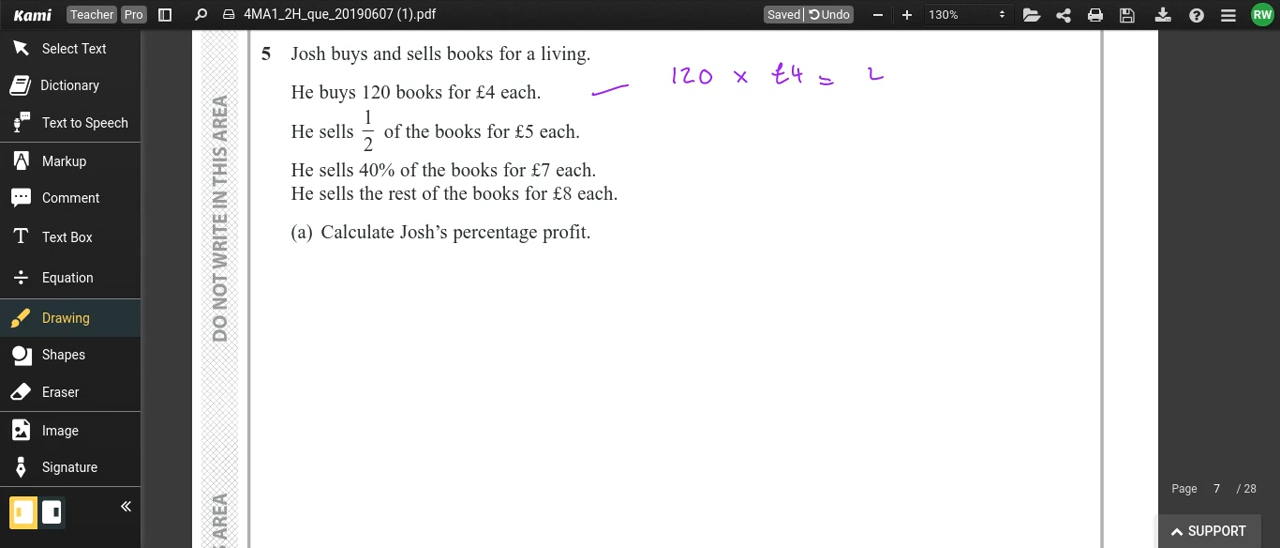 Kami Teacher Pro 4MA1_2H_que_20190607 (1).pdf Saved Undo 130% RW
Select Text
Dictionary
Text to Speech
Markup
Comment
Text Box
Equation
Drawing
Shapes
Eraser
Image
Signature
DO NOT WRITE IN THIS AREA
AREA
5 Josh buys and sells books for a living.
He buys 120 books for £4 each. 120 × £4 = 2
He sells 1/2 of the books for £5 each.
He sells 40% of the books for £7 each.
He sells the rest of the books for £8 each.
(a) Calculate Josh's percentage profit.
Page 7 / 28
SUPPORT